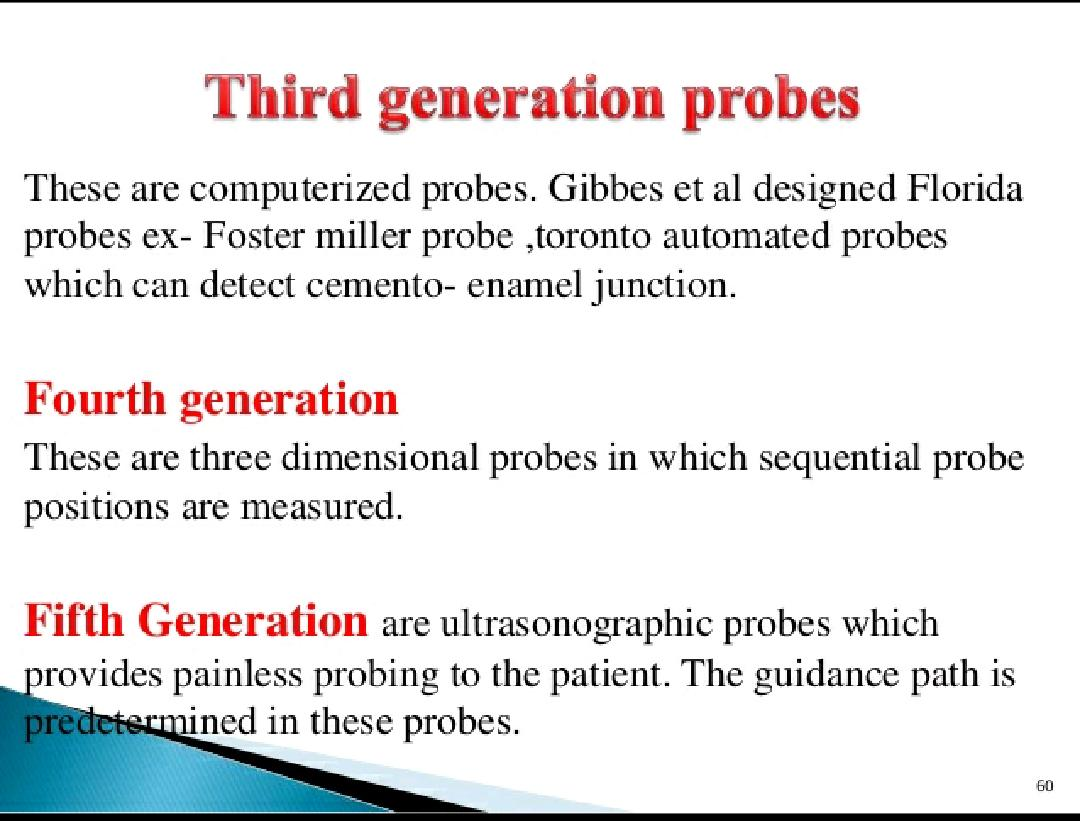 Third generation probes
These are computerized probes. Gibbes et al designed Florida
probes ex- Foster miller probe ,toronto automated probes
which can detect cemento- enamel junction.
Fourth generation
These are three dimensional probes in which sequential probe
positions are measured.
Fifth Generation are ultrasonographic probes which
provides painless probing to the patient. The guidance path is
predetermined in these probes.
60